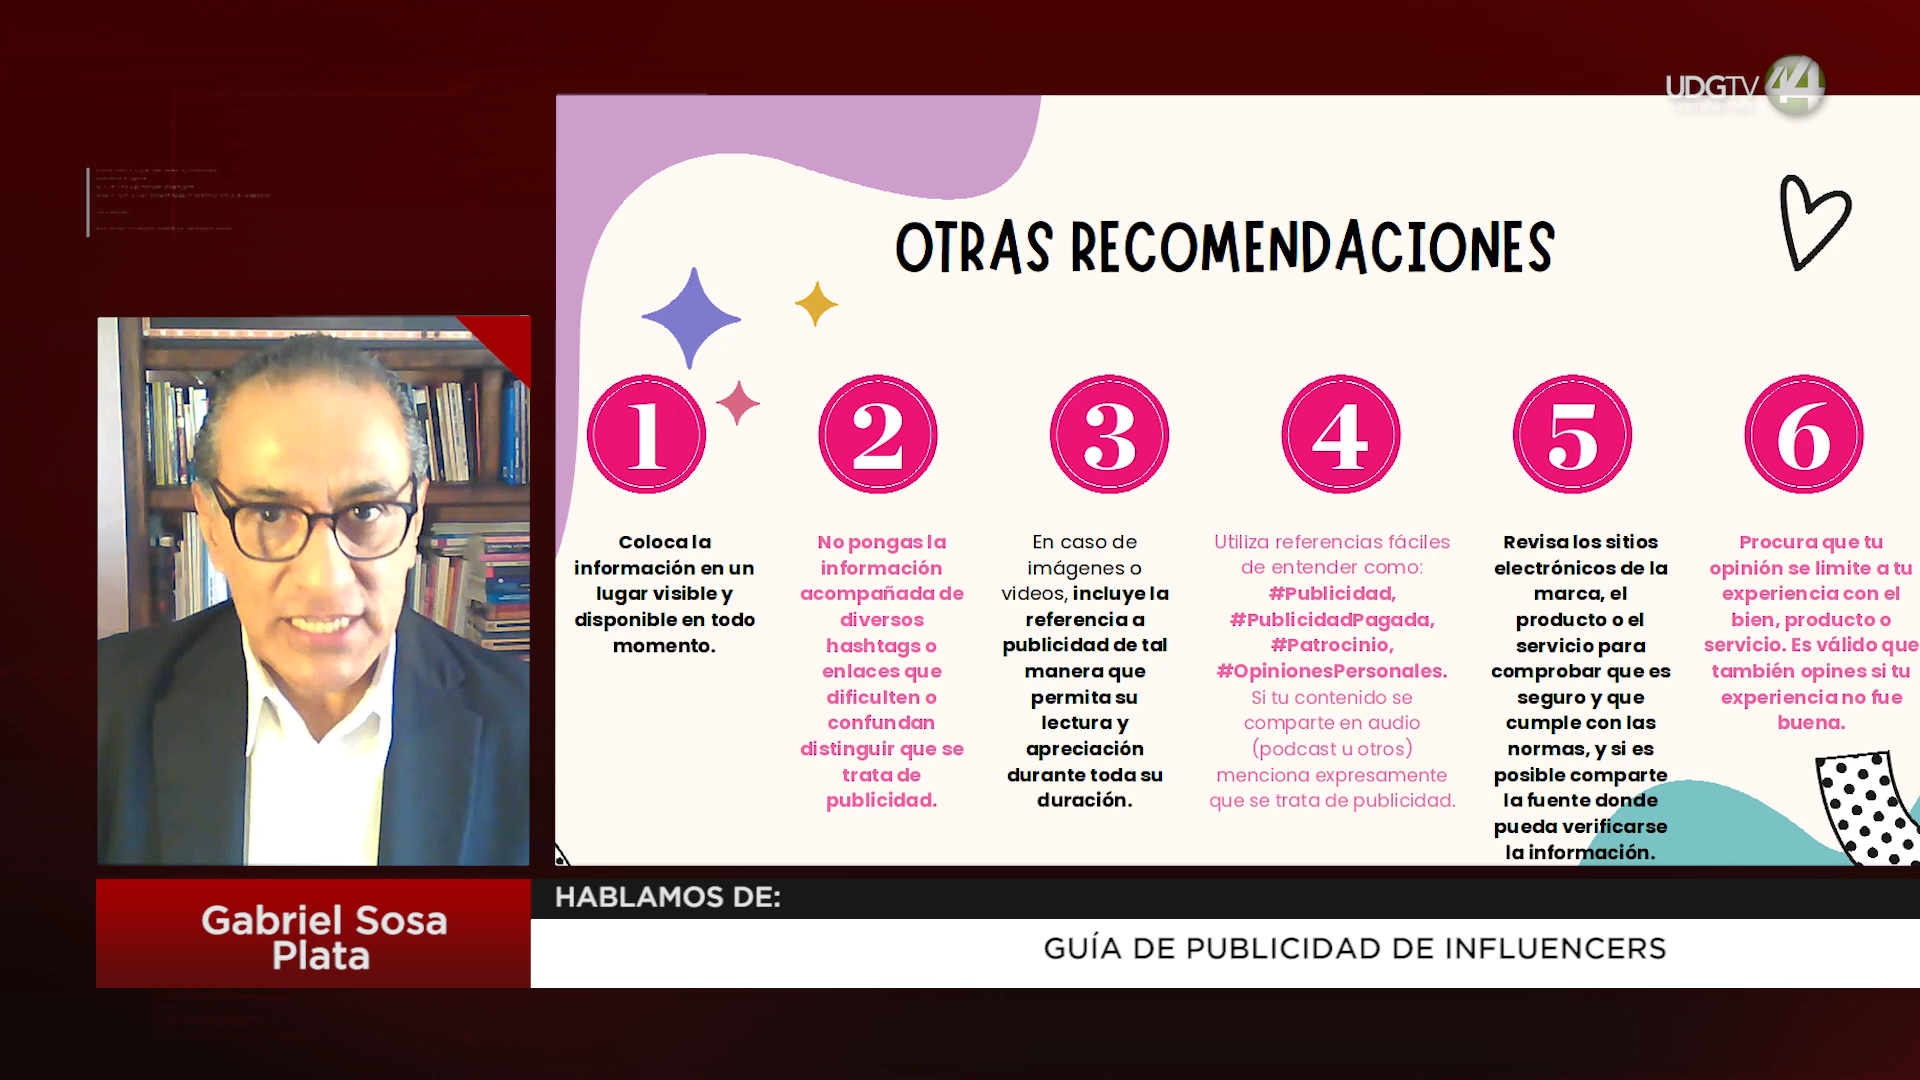 UDGTV 44
OTRAS RECOMENDACIONES
1
Coloca la
información en un
lugar visible y
disponible en todo
momento.
2
No pongas la
información
acompañada de
diversos
hashtags o
enlaces que
dificulten o
confundan
distinguir que se
trata de
publicidad.
3
En caso de
imágenes o
videos, incluye la
referencia a
publicidad de tal
manera que
permita su
lectura y
apreciación
durante toda su
duración.
4
Utiliza referencias fáciles
de entender como:
#Publicidad,
#PublicidadPagada,
#Patrocinio,
#OpinionesPersonales.
Si tu contenido se
comparte en audio
(podcast u otros)
menciona expresamente
que se trata de publicidad.
5
Revisa los sitios
electrónicos de la
marca, el
producto o el
servicio para
comprobar que es
seguro y que
cumple con las
normas, y si es
posible comparte
la fuente donde
pueda verificarse
la información.
6
Procura que tu
opinión se limite a tu
experiencia con el
bien, producto o
servicio. Es válido que
también opines si tu
experiencia no fue
buena.
Gabriel Sosa
Plata
HABLAMOS DE:
GUÍA DE PUBLICIDAD DE INFLUENCERS